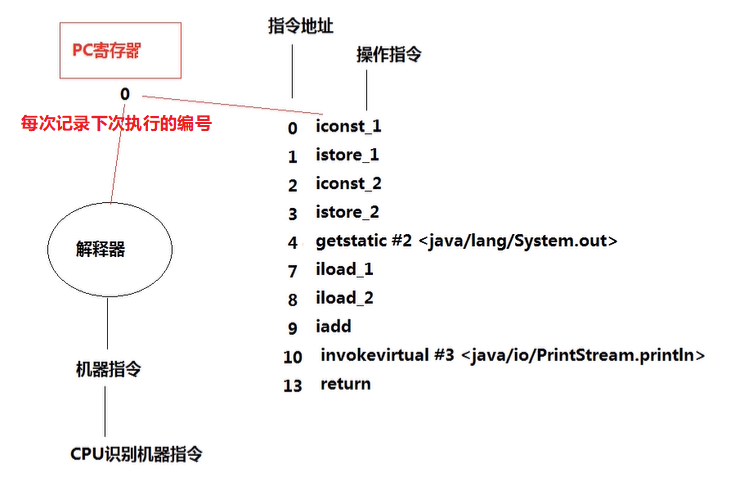 指令地址
PC寄存器
操作指令
0
每次记录下次执行的编号
0 iconst_1
1 istore_1
2 iconst_2
3 istore_2
解释器
4 getstatic #2 <java/lang/System.out>
7 iload_1
8 iload_2
9 iadd
10 invokevirtual #3 <java/io/PrintStream.println>
机器指令
13 return
CPU识别机器指令